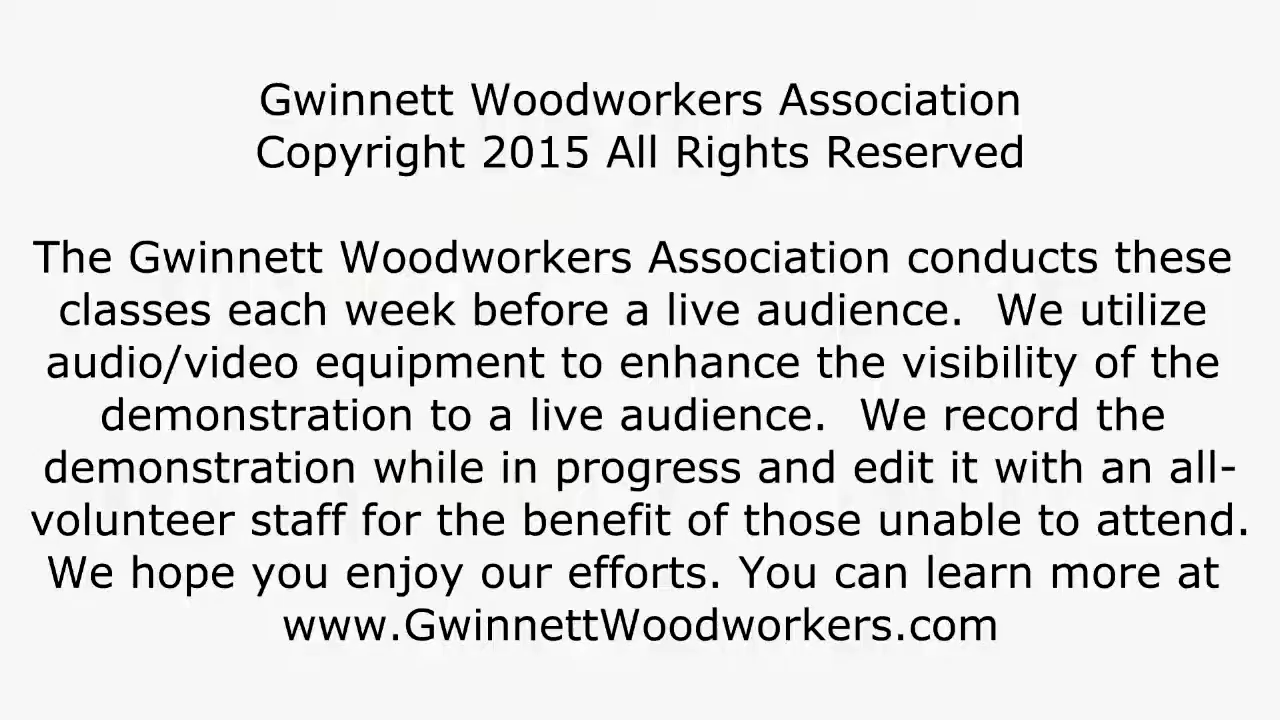 Gwinnett Woodworkers Association
Copyright 2015 All Rights Reserved
The Gwinnett Woodworkers Association conducts these
classes each week before a live audience.  We utilize
audio/video equipment to enhance the visibility of the
demonstration to a live audience.  We record the
demonstration while in progress and edit it with an all-
volunteer staff for the benefit of those unable to attend.
We hope you enjoy our efforts. You can learn more at
www.GwinnettWoodworkers.com